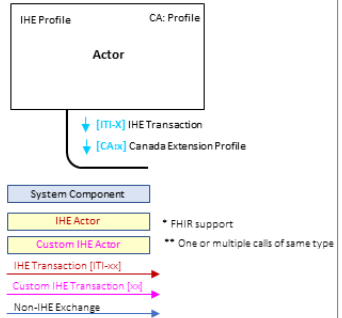 IHE Profile CA: Profile
Actor
[ITI-X] IHE Transaction
[CA:x] Canada Extension Profile
System Component
IHE Actor * FHIR support
Custom IHE Actor ** One or multiple calls of same type
IHE Transaction [ITI-xx]
Custom IHE Transaction [xx]
Non-IHE Exchange